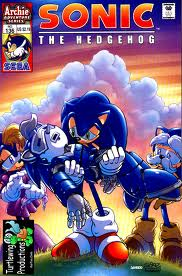 Archie
ADVENTURE
SERIES
SONIC
THE HEDGEHOG
SEGA
Turtlewing
Productions